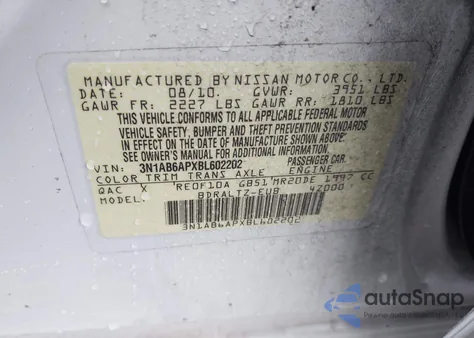 MANUFACTURED BY NISSAN MOTOR CO., LTD.
DATE: 08/10. GVWR: 3951 LBS
GAWR FR: 2227 LBS GAWR RR: 1810 LBS
THIS VEHICLE CONFORMS TO ALL APPLICABLE FEDERAL MOTOR
VEHICLE SAFETY, BUMPER AND THEFT PREVENTION STANDARDS
IN EFFECT ON THE DATE OF MANUFACTURE SHOWN ABOVE.
SEE OWNER'S MANUAL FOR ADDITIONAL INFORMATION.
VIN: 3N1AB6APXBL602202 PASSENGER CAR
COLOR TRIM TRANS AXLE ENGINE
QAC X RE0F10A GB51 MR20DE 1997 CC
BDRALTZ-EUB 4Z000
3N1AB6APXBL602202
autoSnap